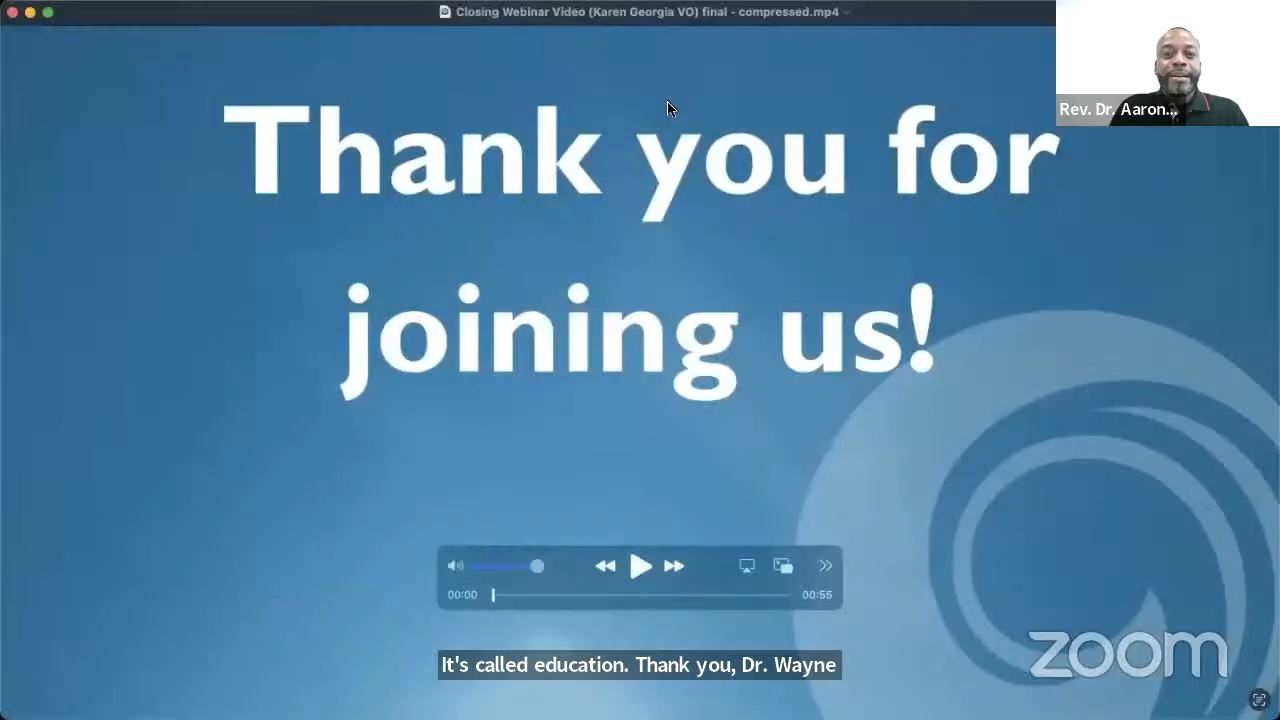 Closing Webinar Video (Karen Georgia VO) final - compressed.mp4
Rev. Dr. Aaron...
Thank you for
joining us!
00:00
00:55
It's called education. Thank you, Dr. Wayne
zoom